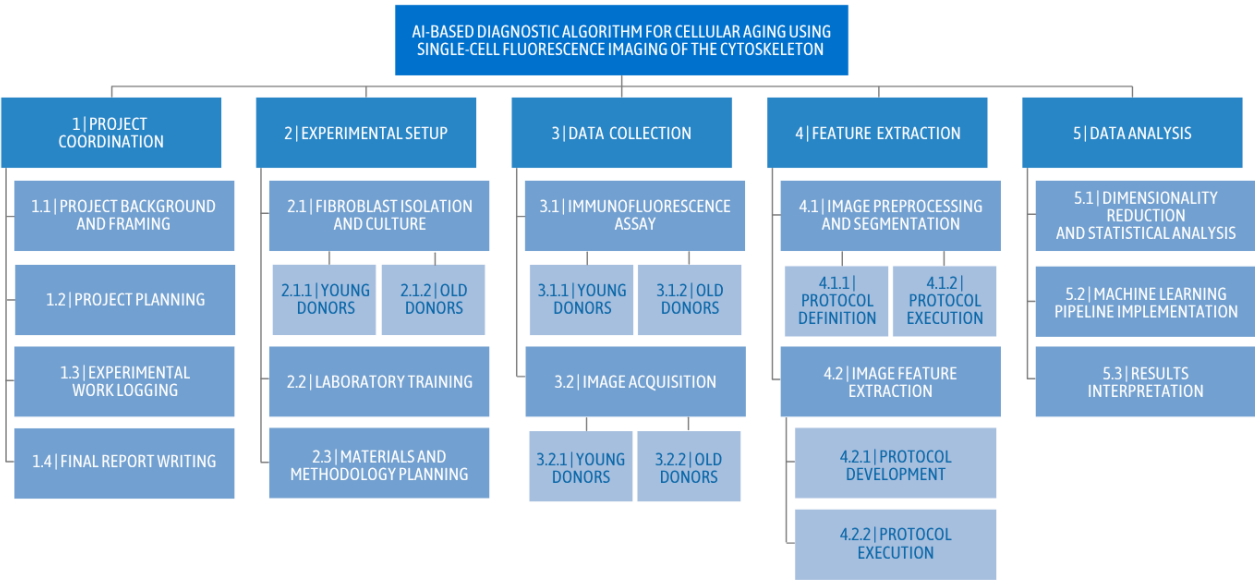 AI-BASED DIAGNOSTIC ALGORITHM FOR CELLULAR AGING USING
SINGLE-CELL FLUORESCENCE IMAGING OF THE CYTOSKELETON
1 | PROJECT
COORDINATION
1.1 | PROJECT BACKGROUND
AND FRAMING
1.2 | PROJECT PLANNING
1.3 | EXPERIMENTAL
WORK LOGGING
1.4 | FINAL REPORT WRITING
2 | EXPERIMENTAL SETUP
2.1 | FIBROBLAST ISOLATION
AND CULTURE
2.1.1 | YOUNG
DONORS
2.1.2 | OLD
DONORS
2.2 | LABORATORY TRAINING
2.3 | MATERIALS AND
METHODOLOGY PLANNING
3 | DATA COLLECTION
3.1 | IMMUNOFLUORESCENCE
ASSAY
3.1.1 | YOUNG
DONORS
3.1.2 | OLD
DONORS
3.2 | IMAGE ACQUISITION
3.2.1 | YOUNG
DONORS
3.2.2 | OLD
DONORS
4 | FEATURE EXTRACTION
4.1 | IMAGE PREPROCESSING
AND SEGMENTATION
4.1.1 |
PROTOCOL
DEFINITION
4.1.2 |
PROTOCOL
EXECUTION
4.2 | IMAGE FEATURE
EXTRACTION
4.2.1 | PROTOCOL
DEVELOPMENT
4.2.2 | PROTOCOL
EXECUTION
5 | DATA ANALYSIS
5.1 | DIMENSIONALITY
REDUCTION
AND STATISTICAL ANALYSIS
5.2 | MACHINE LEARNING
PIPELINE IMPLEMENTATION
5.3 | RESULTS
INTERPRETATION